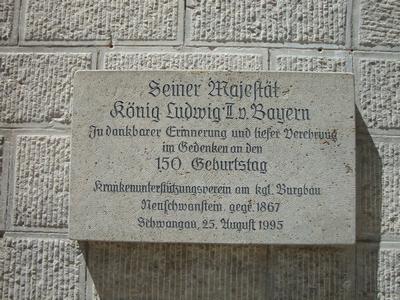 Seiner Majestät
König Ludwig II. v. Bayern
In dankbarer Erinnerung und tiefer Verehrung
im Gedenken an den
150. Geburtstag
Krankenunterstützungsverein am kgl. Burgbau
Neuschwanstein, gegr. 1867
Schwangau, 25. August 1995